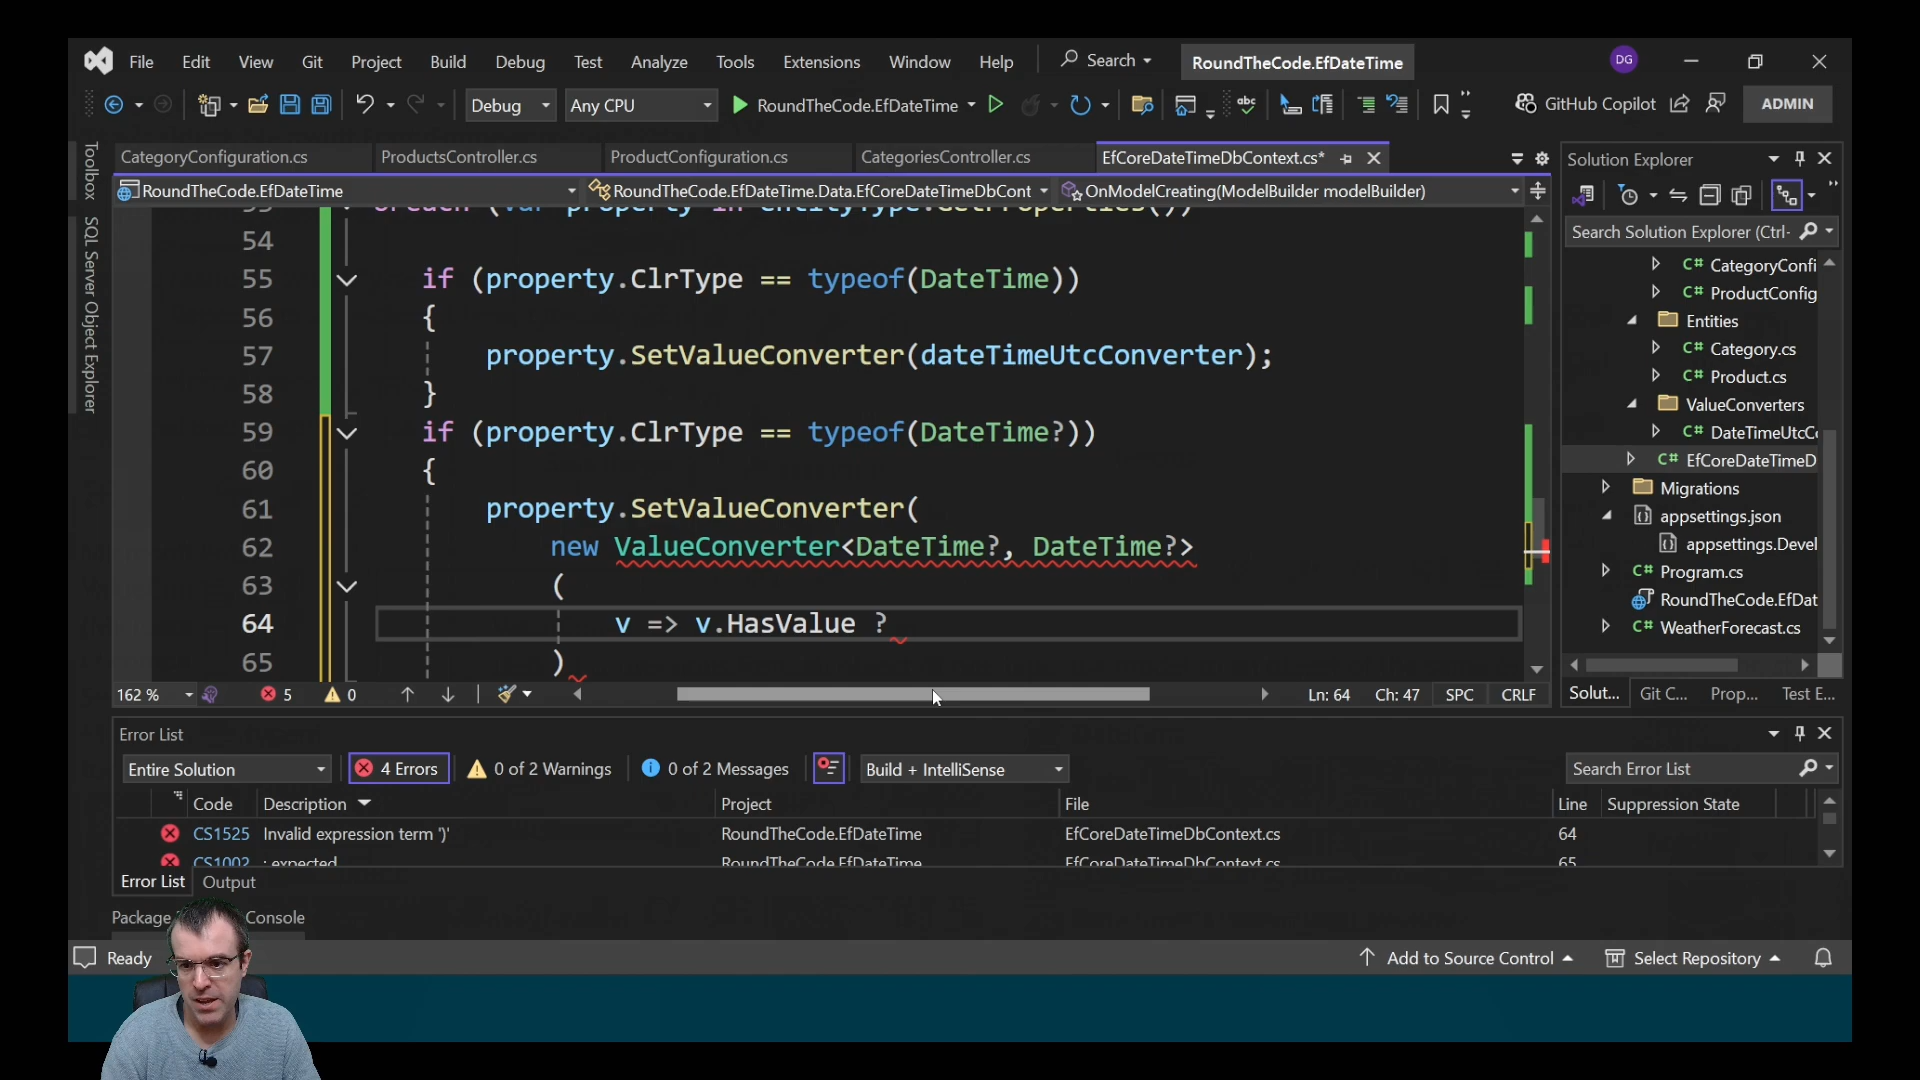 File Edit View Git Project Build Debug Test Analyze Tools Extensions Window Help Search RoundTheCode.EfDateTime DG
Debug Any CPU RoundTheCode.EfDateTime abc GitHub Copilot ADMIN
Toolbox
SQL Server Object Explorer
CategoryConfiguration.cs ProductsController.cs ProductConfiguration.cs CategoriesController.cs EfCoreDateTimeDbContext.cs*
RoundTheCode.EfDateTime RoundTheCode.EfDateTime.Data.EfCoreDateTimeDbCont OnModelCreating(ModelBuilder modelBuilder)
54
55 if (property.ClrType == typeof(DateTime))
56 {
57 property.SetValueConverter(dateTimeUtcConverter);
58 }
59 if (property.ClrType == typeof(DateTime?))
60 {
61 property.SetValueConverter(
62 new ValueConverter<DateTime?, DateTime?>
63 (
64 v => v.HasValue ?
65 )
162 % 5 0 Ln: 64 Ch: 47 SPC CRLF
Solution Explorer
Search Solution Explorer (Ctrl-
C# CategoryConfi
C# ProductConfig
Entities
C# Category.cs
C# Product.cs
ValueConverters
C# DateTimeUtcC
C# EfCoreDateTimeD
Migrations
appsettings.json
appsettings.Devel
C# Program.cs
RoundTheCode.EfDat
C# WeatherForecast.cs
Solut... Git C... Prop... Test E...
Error List
Entire Solution 4 Errors 0 of 2 Warnings 0 of 2 Messages Build + IntelliSense Search Error List
Code Description Project File Line Suppression State
CS1525 Invalid expression term ')' RoundTheCode.EfDateTime EfCoreDateTimeDbContext.cs 64
CS1002 ; expected RoundTheCode.EfDateTime EfCoreDateTimeDbContext.cs 65
Error List Output
Package Console
Ready Add to Source Control Select Repository